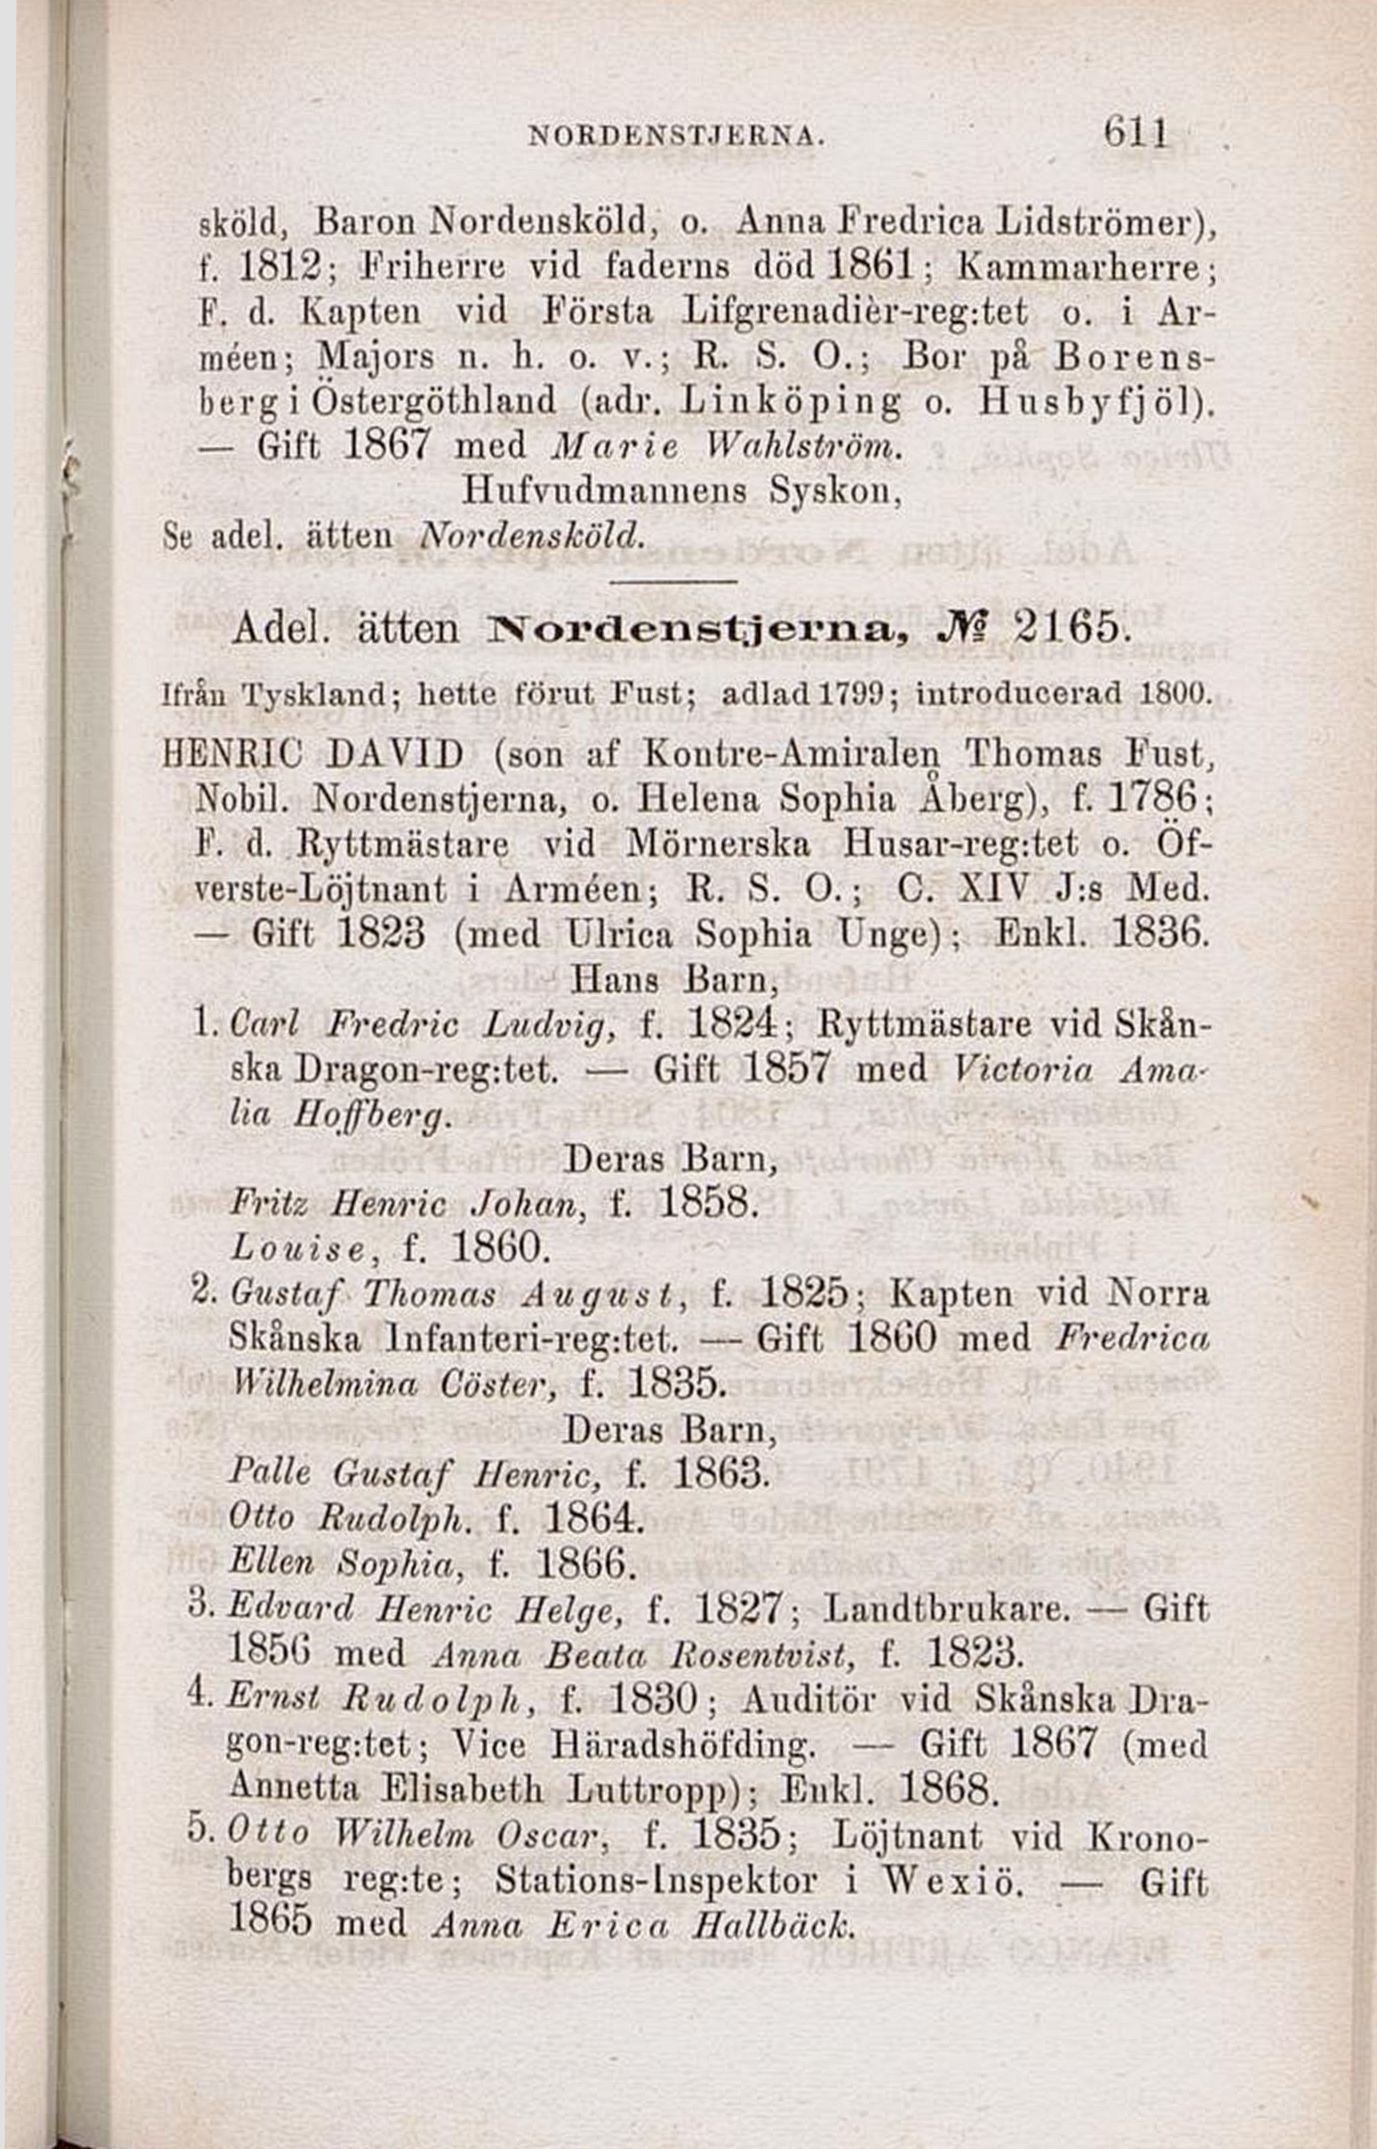 NORDENSTJERNA. 611
sköld, Baron Nordensköld, o. Anna Fredrica Lidströmer),
f. 1812; Friherre vid faderns död 1861; Kammarherre;
F. d. Kapten vid Första Lifgrenadièr-reg:tet o. i Ar-
méen; Majors n. h. o. v.; R. S. O.; Bor på Borens-
berg i Östergöthland (adr. Linköping o. Husbyfjöl).
— Gift 1867 med Marie Wahlström.
Hufvudmannens Syskon,
Se adel. ätten Nordensköld.
Adel. ätten Nordenstjerna, № 2165.
Ifrån Tyskland; hette förut Fust; adlad 1799; introducerad 1800.
HENRIC DAVID (son af Kontre-Amiralen Thomas Fust,
Nobil. Nordenstjerna, o. Helena Sophia Åberg), f. 1786;
F. d. Ryttmästare vid Mörnerska Husar-reg:tet o. Öf-
verste-Löjtnant i Arméen; R. S. O.; C. XIV J:s Med.
— Gift 1823 (med Ulrica Sophia Unge); Enkl. 1836.
Hans Barn,
1. Carl Fredric Ludvig, f. 1824; Ryttmästare vid Skån-
ska Dragon-reg:tet. — Gift 1857 med Victoria Ama-
lia Hoffberg.
Deras Barn,
Fritz Henric Johan, f. 1858.
Louise, f. 1860.
2. Gustaf Thomas August, f. 1825; Kapten vid Norra
Skånska Infanteri-reg:tet. — Gift 1860 med Fredrica
Wilhelmina Cöster, f. 1835.
Deras Barn,
Palle Gustaf Henric, f. 1863.
Otto Rudolph. f. 1864.
Ellen Sophia, f. 1866.
3. Edvard Henric Helge, f. 1827; Landtbrukare. — Gift
1856 med Anna Beata Rosentvist, f. 1823.
4. Ernst Rudolph, f. 1830; Auditör vid Skånska Dra-
gon-reg:tet; Vice Häradshöfding. — Gift 1867 (med
Annetta Elisabeth Luttropp); Enkl. 1868.
5. Otto Wilhelm Oscar, f. 1835; Löjtnant vid Krono-
bergs reg:te; Stations-Inspektor i Wexiö. — Gift
1865 med Anna Erica Hallbäck.